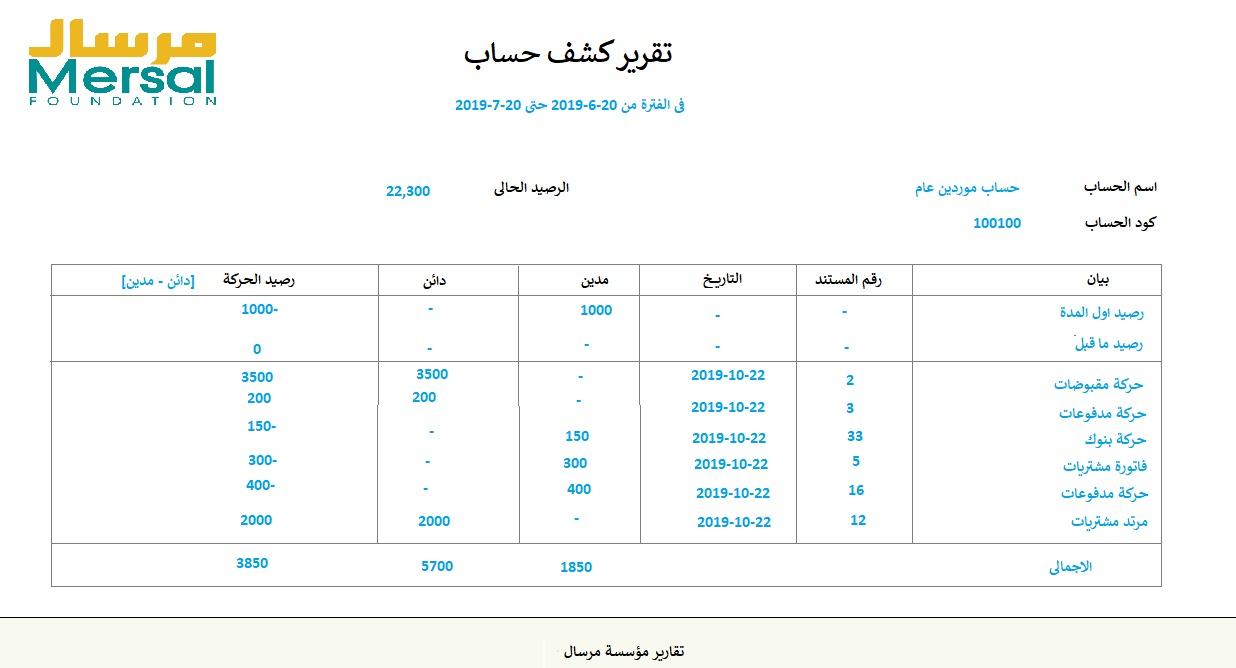 مرسال
Mersal
FOUNDATION
تقرير كشف حساب
فى الفترة من 20-6-2019 حتى 20-7-2019
اسم الحساب حساب موردين عام الرصيد الحالى 22,300
كود الحساب 100100
بيان رقم المستند التاريخ مدين دائن رصيد الحركة [دائن - مدين]
رصيد اول المدة - - 1000 - 1000-
رصيد ما قبل - - - - 0
حركة مقبوضات 2 2019-10-22 - 3500 3500
حركة مدفوعات 3 2019-10-22 - 200 200
حركة بنوك 33 2019-10-22 150 - 150-
فاتورة مشتريات 5 2019-10-22 300 - 300-
حركة مدفوعات 16 2019-10-22 400 - 400-
مرتد مشتريات 12 2019-10-22 - 2000 2000
الاجمالى 1850 5700 3850
تقارير مؤسسة مرسال